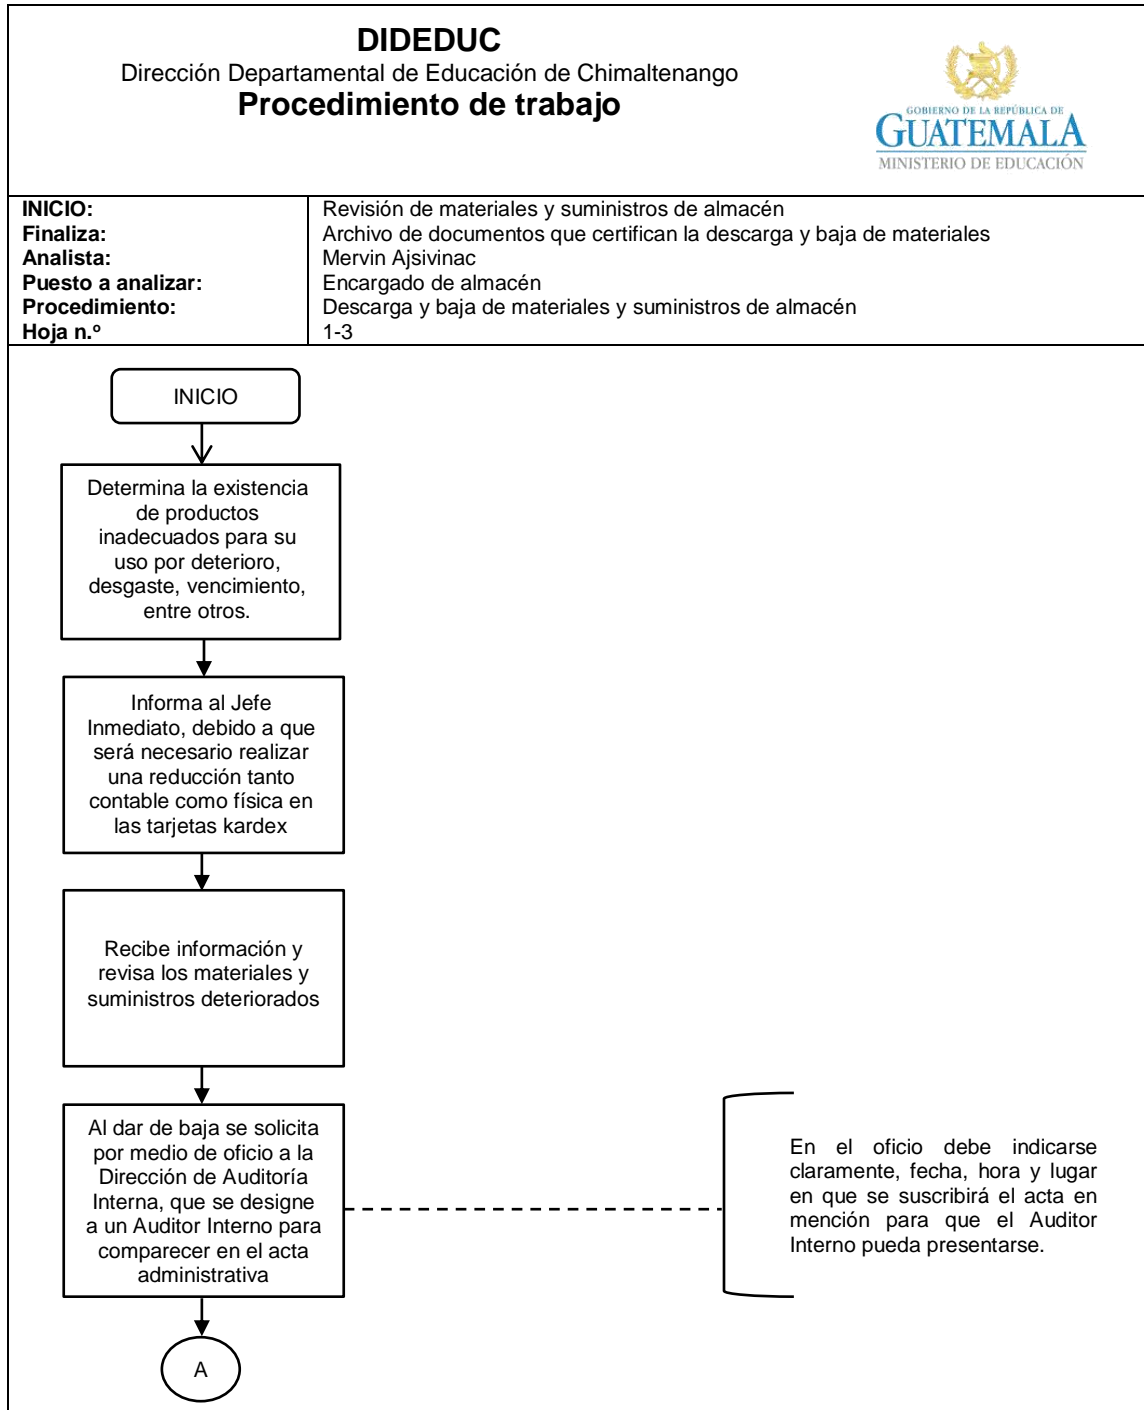 DIDEDUC
Dirección Departamental de Educación de Chimaltenango
Procedimiento de trabajo
GOBIERNO DE LA REPÚBLICA DE
GUATEMALA
MINISTERIO DE EDUCACIÓN
INICIO: Revisión de materiales y suministros de almacén
Finaliza: Archivo de documentos que certifican la descarga y baja de materiales
Analista: Mervin Ajsivinac
Puesto a analizar: Encargado de almacén
Procedimiento: Descarga y baja de materiales y suministros de almacén
Hoja n.º 1-3
INICIO
Determina la existencia
de productos
inadecuados para su
uso por deterioro,
desgaste, vencimiento,
entre otros.
Informa al Jefe
Inmediato, debido a que
será necesario realizar
una reducción tanto
contable como física en
las tarjetas kardex
Recibe información y
revisa los materiales y
suministros deteriorados
Al dar de baja se solicita
por medio de oficio a la
Dirección de Auditoría
Interna, que se designe
a un Auditor Interno para
comparecer en el acta
administrativa
En el oficio debe indicarse
claramente, fecha, hora y lugar
en que se suscribirá el acta en
mención para que el Auditor
Interno pueda presentarse.
A